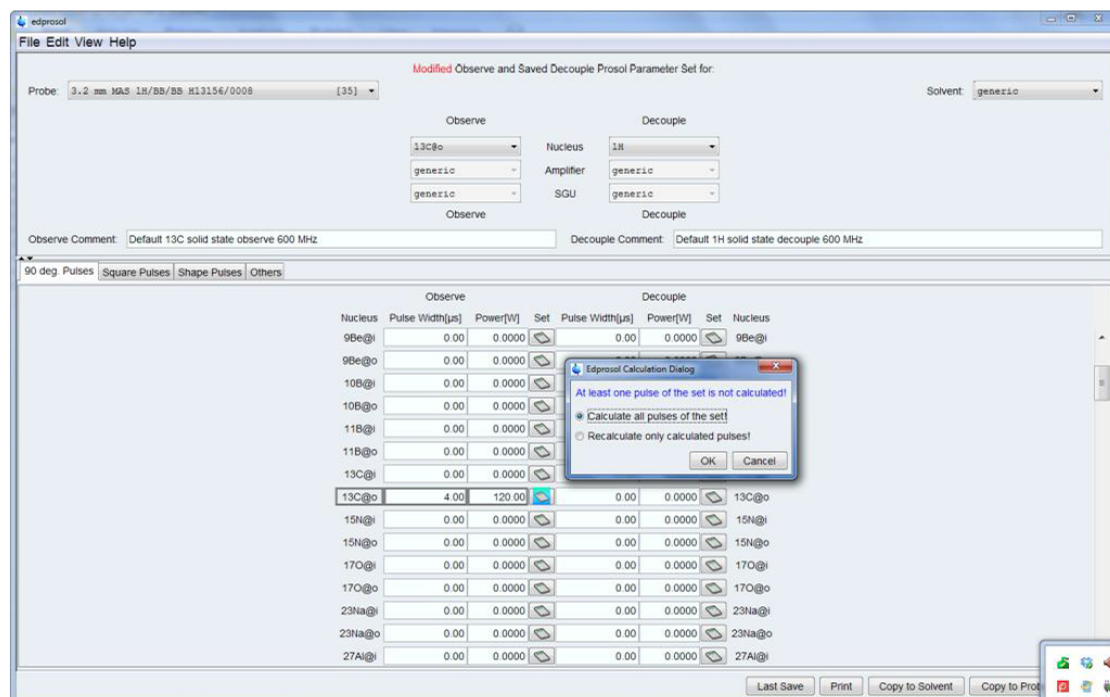 edprosol
File Edit View Help
Modified Observe and Saved Decouple Prosol Parameter Set for:
Probe: 3.2 mm MAS 1H/BB/BB H13156/0008 [35] Solvent: generic
Observe Decouple
13C@o Nucleus 1H
generic Amplifier generic
generic SGU generic
Observe Decouple
Observe Comment: Default 13C solid state observe 600 MHz Decouple Comment: Default 1H solid state decouple 600 MHz
90 deg. Pulses Square Pulses Shape Pulses Others
Observe Decouple
Nucleus Pulse Width[µs] Power[W] Set Pulse Width[µs] Power[W] Set Nucleus
9Be@i 0.00 0.0000 0.00 0.0000 9Be@i
9Be@o 0.00 0.0000
10B@i 0.00 0.0000
10B@o 0.00 0.0000
11B@i 0.00 0.0000
11B@o 0.00 0.0000
13C@i 0.00 0.0000
Edprosol Calculation Dialog
At least one pulse of the set is not calculated!
Calculate all pulses of the set!
Recalculate only calculated pulses!
OK Cancel
13C@o 4.00 120.00 0.00 0.0000 13C@o
15N@i 0.00 0.0000 0.00 0.0000 15N@i
15N@o 0.00 0.0000 0.00 0.0000 15N@o
17O@i 0.00 0.0000 0.00 0.0000 17O@i
17O@o 0.00 0.0000 0.00 0.0000 17O@o
23Na@i 0.00 0.0000 0.00 0.0000 23Na@i
23Na@o 0.00 0.0000 0.00 0.0000 23Na@o
27Al@i 0.00 0.0000 0.00 0.0000 27Al@i
Last Save Print Copy to Solvent Copy to